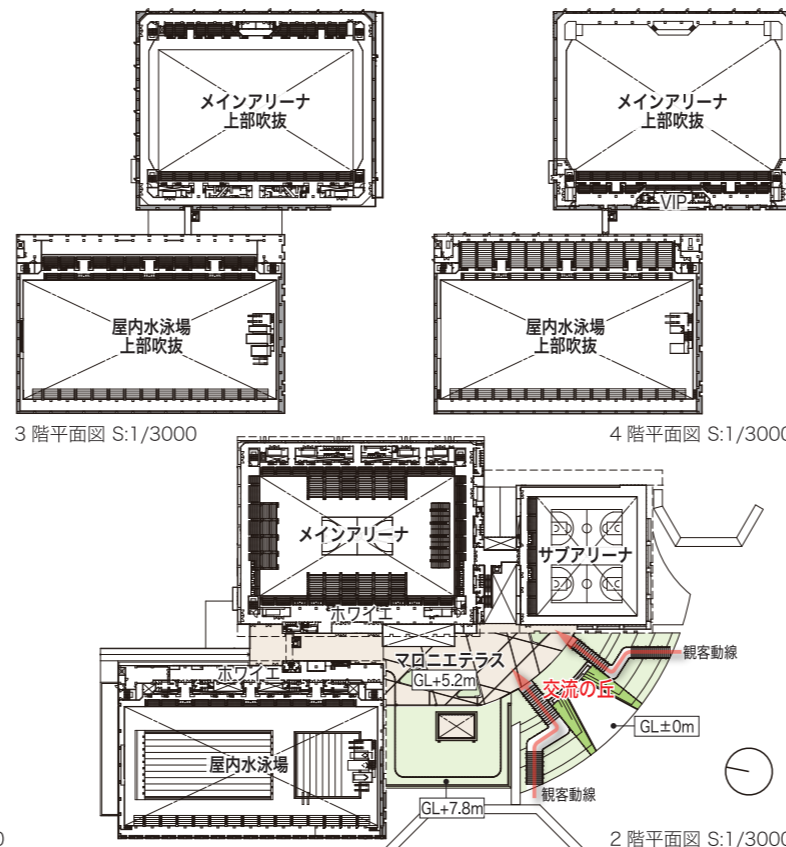 メインアリーナ
上部吹抜
メインアリーナ
上部吹抜
VIP
屋内水泳場
上部吹抜
屋内水泳場
上部吹抜
3 階平面図 S:1/3000
4 階平面図 S:1/3000
メインアリーナ
サブアリーナ
ホワイエ
マロニエテラス
GL+5.2m
観客動線
ホワイエ
交流の丘
GL±0m
屋内水泳場
観客動線
GL+7.8m
0
2 階平面図 S:1/3000